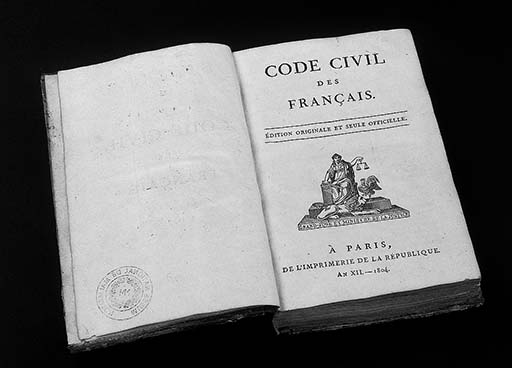 CODE CIVIL
DES
FRANÇAIS.
ÉDITION ORIGINALE ET SEULE OFFICIELLE.
À PARIS,
DE L'IMPRIMERIE DE LA RÉPUBLIQUE.
AN XII. — 1804.